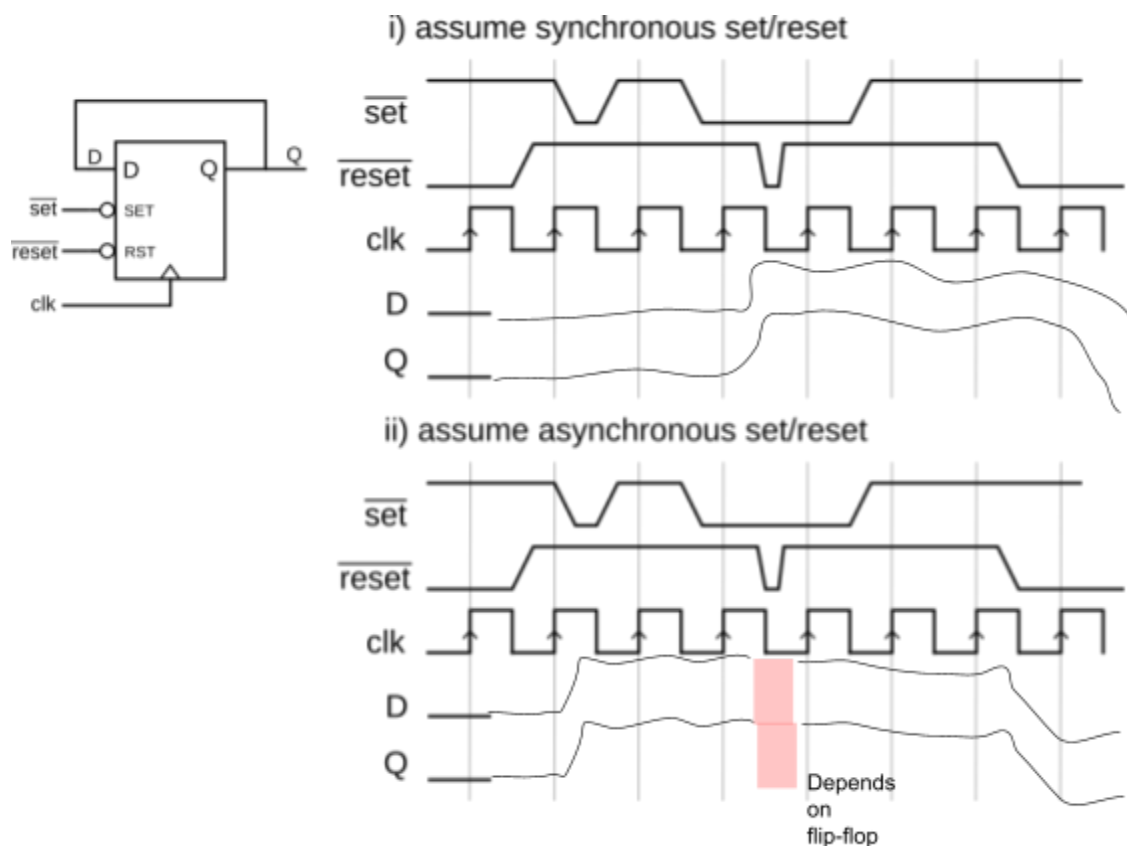 i) assume synchronous set/reset
set
reset
clk
D
Q
D
D
Q
Q
set
SET
reset
RST
clk
ii) assume asynchronous set/reset
set
reset
clk
D
Q
Depends
on
flip-flop